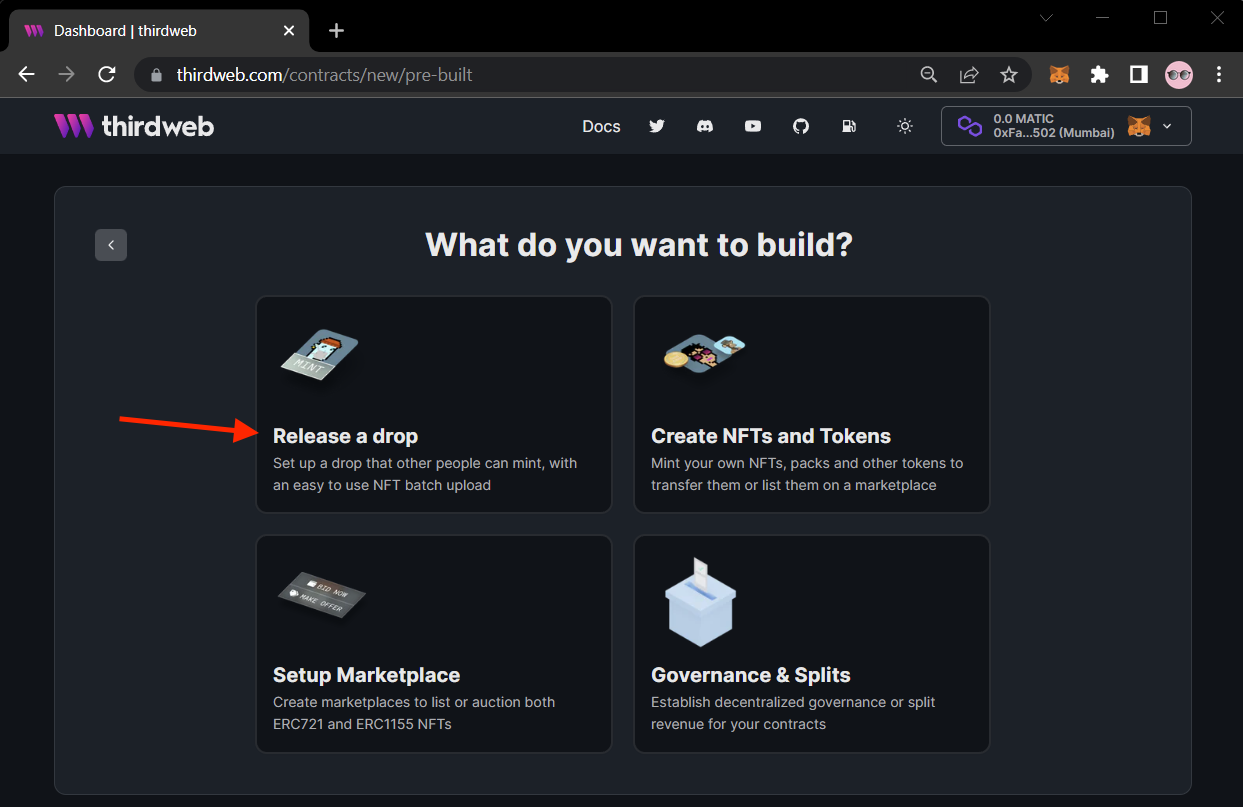 Dashboard | thirdweb
thirdweb.com/contracts/new/pre-built
thirdweb
Docs
0.0 MATIC
0xFa...502 (Mumbai)
What do you want to build?
MINT
Release a drop
Set up a drop that other people can mint, with
an easy to use NFT batch upload
Create NFTs and Tokens
Mint your own NFTs, packs and other tokens to
transfer them or list them on a marketplace
BID NOW
MAKE OFFER
Setup Marketplace
Create marketplaces to list or auction both
ERC721 and ERC1155 NFTs
Governance & Splits
Establish decentralized governance or split
revenue for your contracts